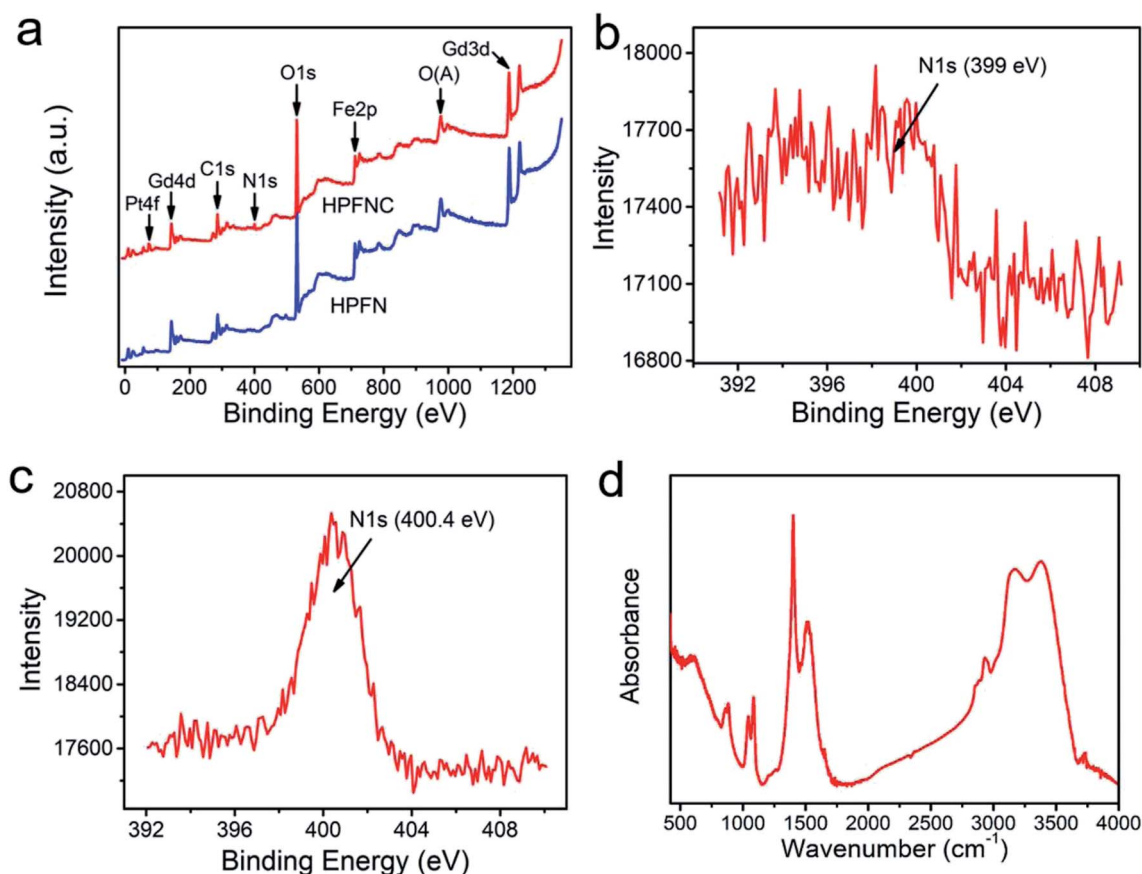 a
Intensity (a.u.)
Pt4f
Gd4d
C1s
N1s
O1s
Fe2p
O(A)
Gd3d
HPFNC
HPFN
0 200 400 600 800 1000 1200
Binding Energy (eV)
b
Intensity
18000
17700
17400
17100
16800
N1s (399 eV)
392 396 400 404 408
Binding Energy (eV)
c
Intensity
20800
20000
19200
18400
17600
N1s (400.4 eV)
392 396 400 404 408
Binding Energy (eV)
d
Absorbance
500 1000 1500 2000 2500 3000 3500 4000
Wavenumber (cm⁻¹)